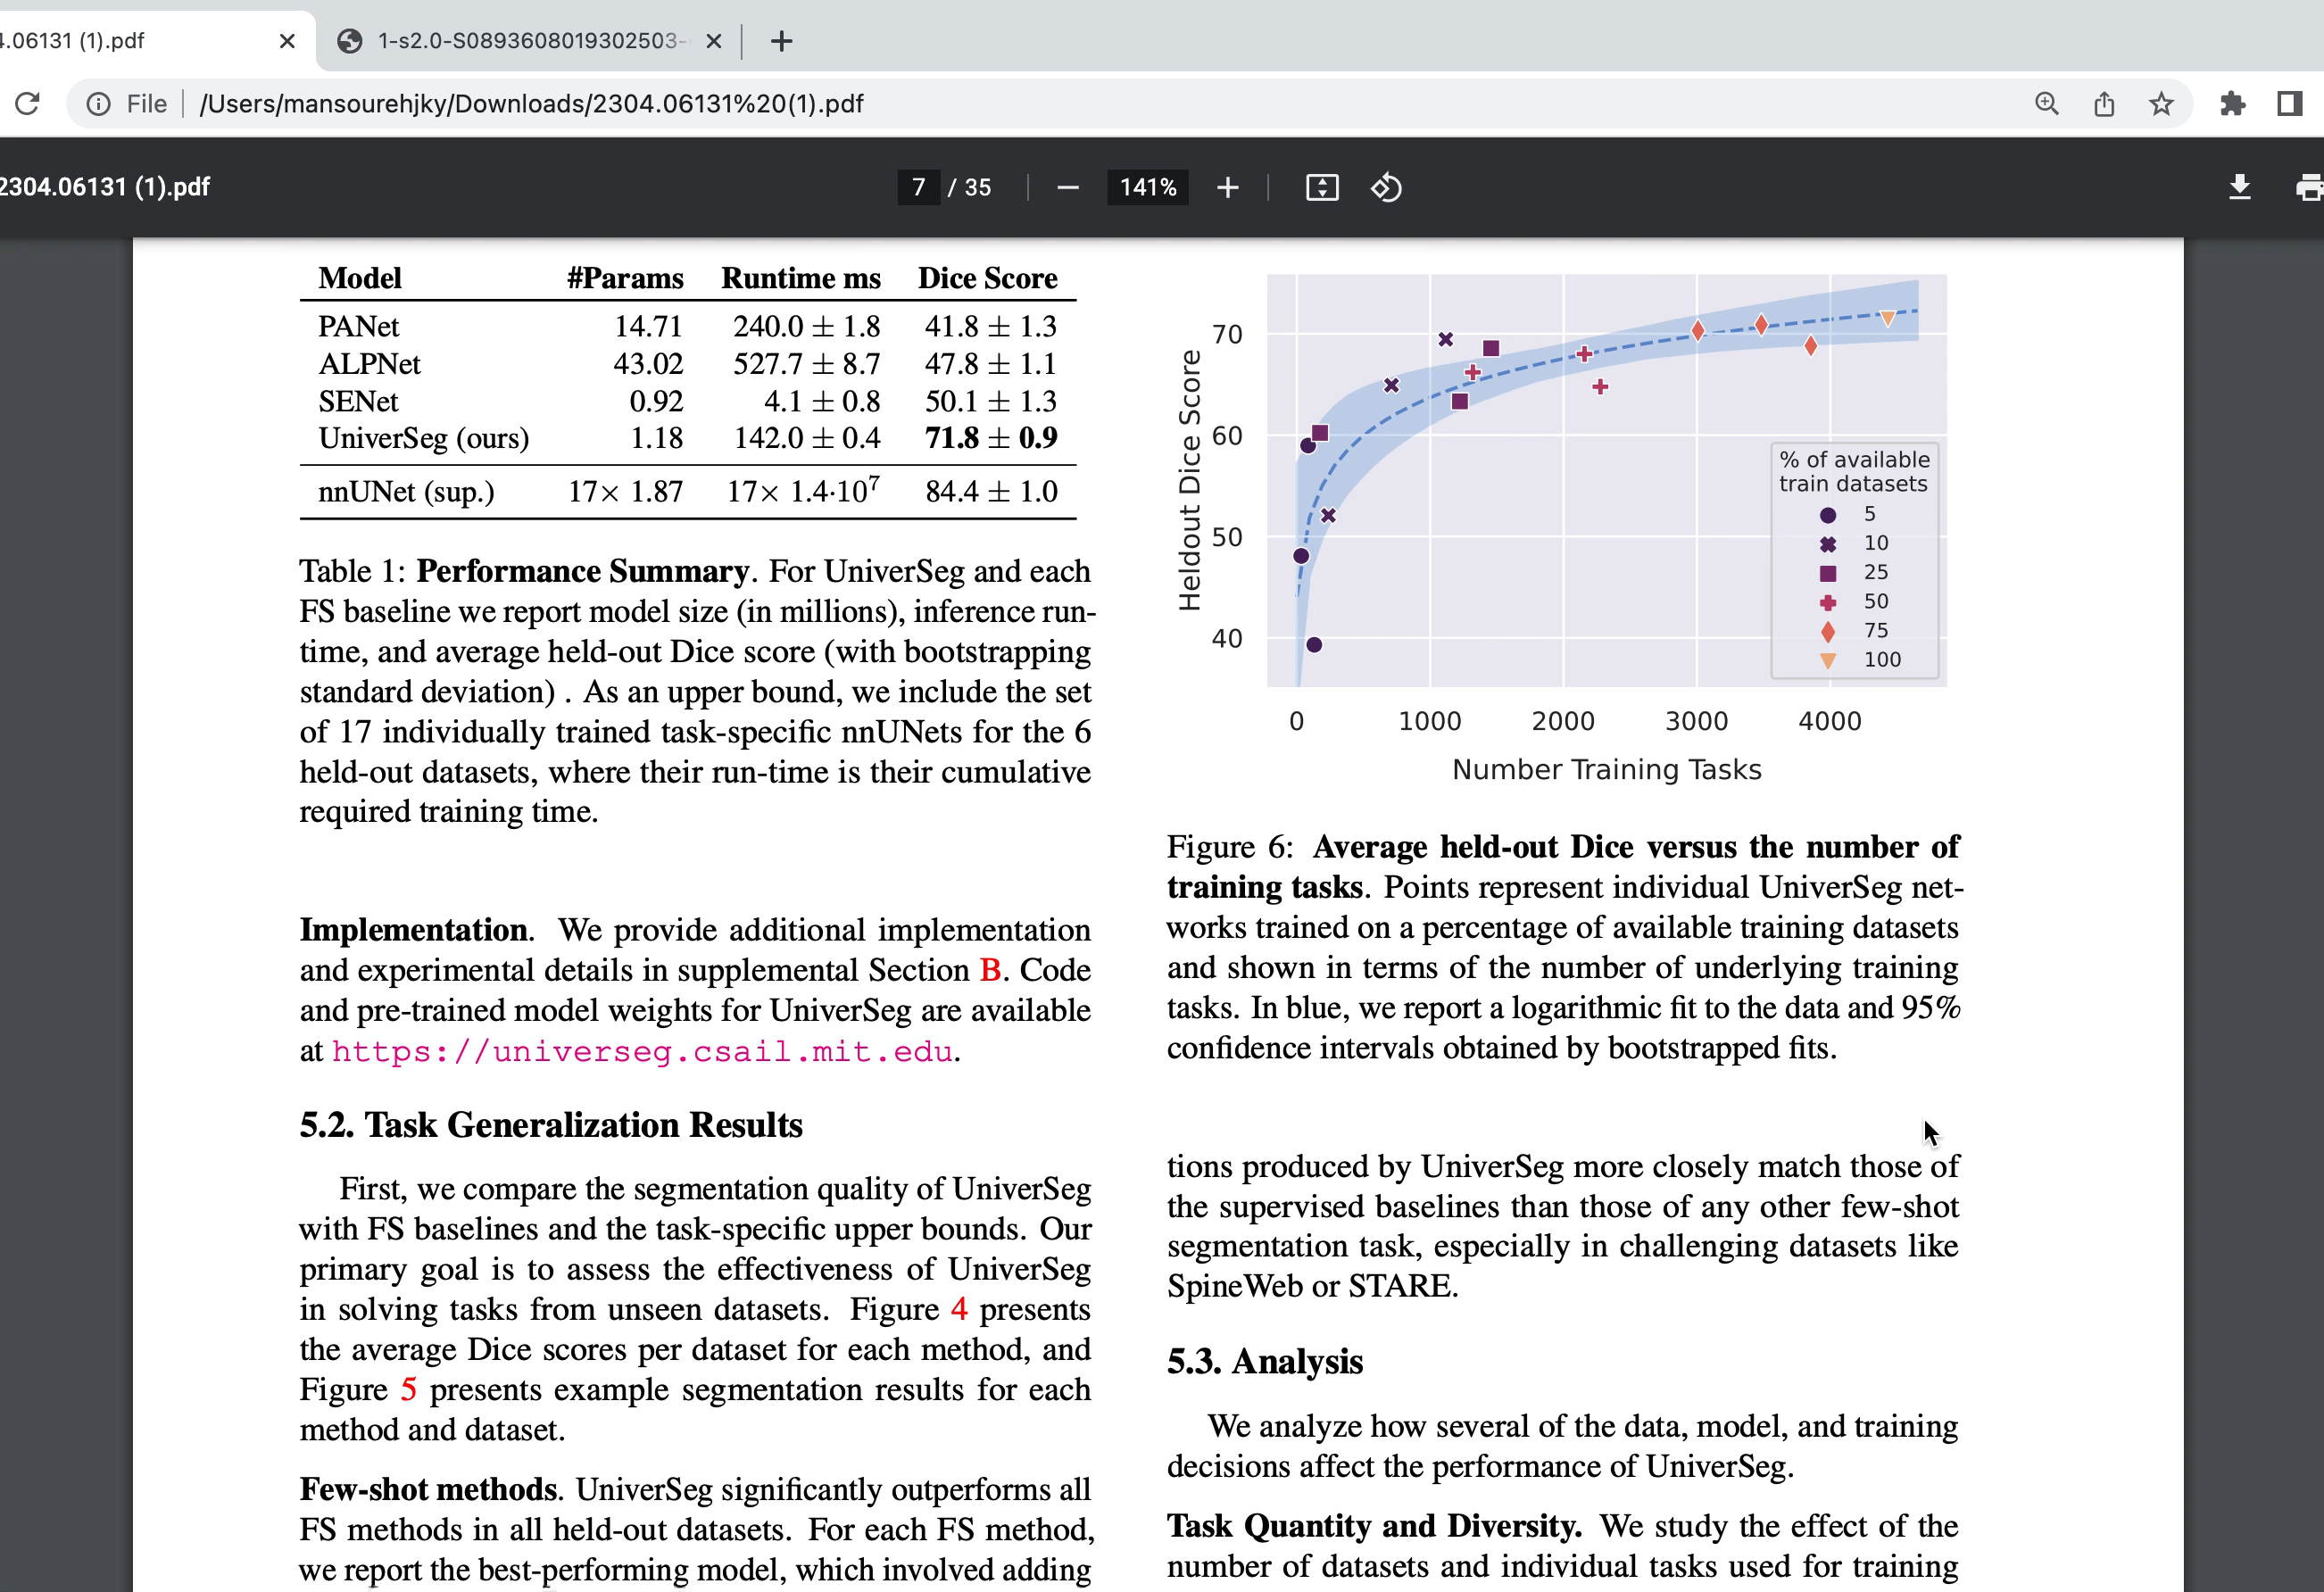 4.06131 (1).pdf
1-s2.0-S0893608019302503-
File
/Users/mansourehjky/Downloads/2304.06131%20(1).pdf
2304.06131 (1).pdf
7 / 35
141%
Model #Params Runtime ms Dice Score
PANet 14.71 240.0 ± 1.8 41.8 ± 1.3
ALPNet 43.02 527.7 ± 8.7 47.8 ± 1.1
SENet 0.92 4.1 ± 0.8 50.1 ± 1.3
UniverSeg (ours) 1.18 142.0 ± 0.4 71.8 ± 0.9
nnUNet (sup.) 17× 1.87 17× 1.4·10⁷ 84.4 ± 1.0
Table 1: Performance Summary. For UniverSeg and each
FS baseline we report model size (in millions), inference run-
time, and average held-out Dice score (with bootstrapping
standard deviation) . As an upper bound, we include the set
of 17 individually trained task-specific nnUNets for the 6
held-out datasets, where their run-time is their cumulative
required training time.
Implementation. We provide additional implementation
and experimental details in supplemental Section B. Code
and pre-trained model weights for UniverSeg are available
at https://universeg.csail.mit.edu.
5.2. Task Generalization Results
First, we compare the segmentation quality of UniverSeg
with FS baselines and the task-specific upper bounds. Our
primary goal is to assess the effectiveness of UniverSeg
in solving tasks from unseen datasets. Figure 4 presents
the average Dice scores per dataset for each method, and
Figure 5 presents example segmentation results for each
method and dataset.
Few-shot methods. UniverSeg significantly outperforms all
FS methods in all held-out datasets. For each FS method,
we report the best-performing model, which involved adding
Heldout Dice Score
70
60
50
40
% of available
train datasets
5
10
25
50
75
100
0 1000 2000 3000 4000
Number Training Tasks
Figure 6: Average held-out Dice versus the number of
training tasks. Points represent individual UniverSeg net-
works trained on a percentage of available training datasets
and shown in terms of the number of underlying training
tasks. In blue, we report a logarithmic fit to the data and 95%
confidence intervals obtained by bootstrapped fits.
tions produced by UniverSeg more closely match those of
the supervised baselines than those of any other few-shot
segmentation task, especially in challenging datasets like
SpineWeb or STARE.
5.3. Analysis
We analyze how several of the data, model, and training
decisions affect the performance of UniverSeg.
Task Quantity and Diversity. We study the effect of the
number of datasets and individual tasks used for training